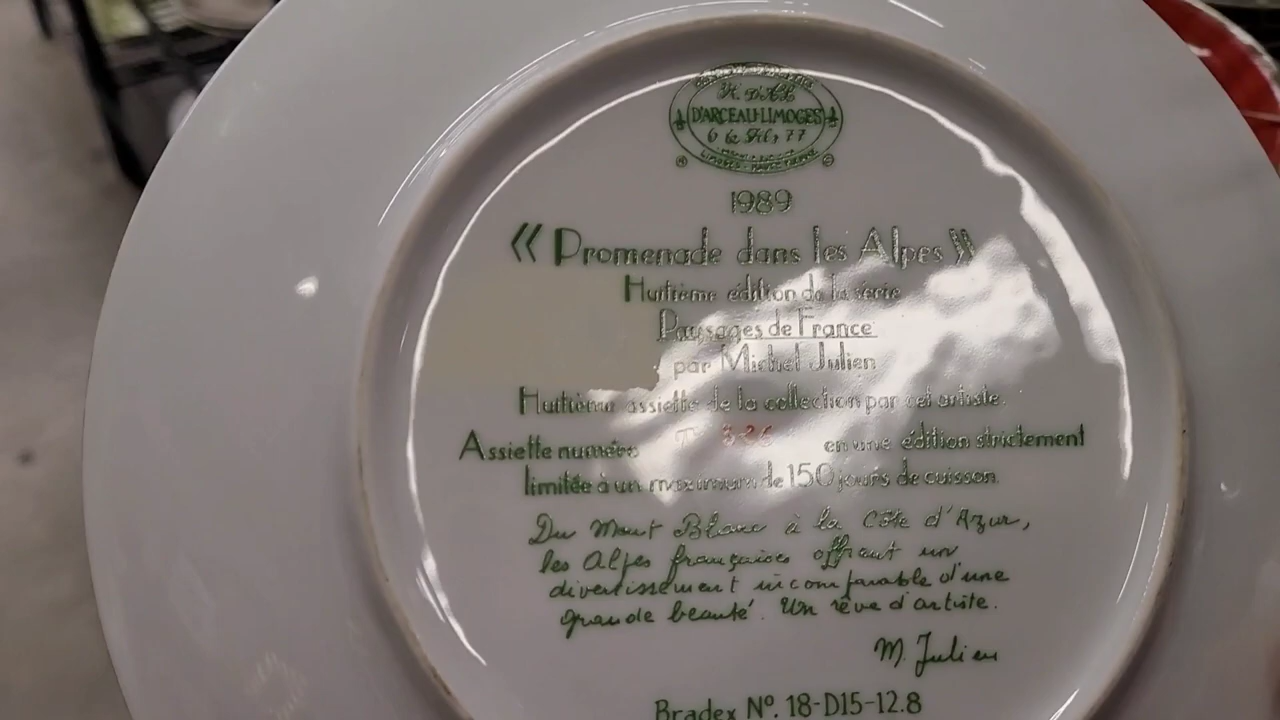 D'ARCEAU-LIMOGES
1989
« Promenade dans les Alpes »
Huitième édition de la série
Paysages de France
par Michel Julien
Huitième assiette de la collection par cet artiste.
Assiette numéro 326 en une édition strictement
limitée à un maximum de 150 jours de cuisson.
Du Mont Blanc à la Côte d'Azur,
les Alpes françaises offrent un
divertissement incomparable d'une
grande beauté. Un rêve d'artiste.
M. Julien
Bradex Nº. 18-D15-12.8